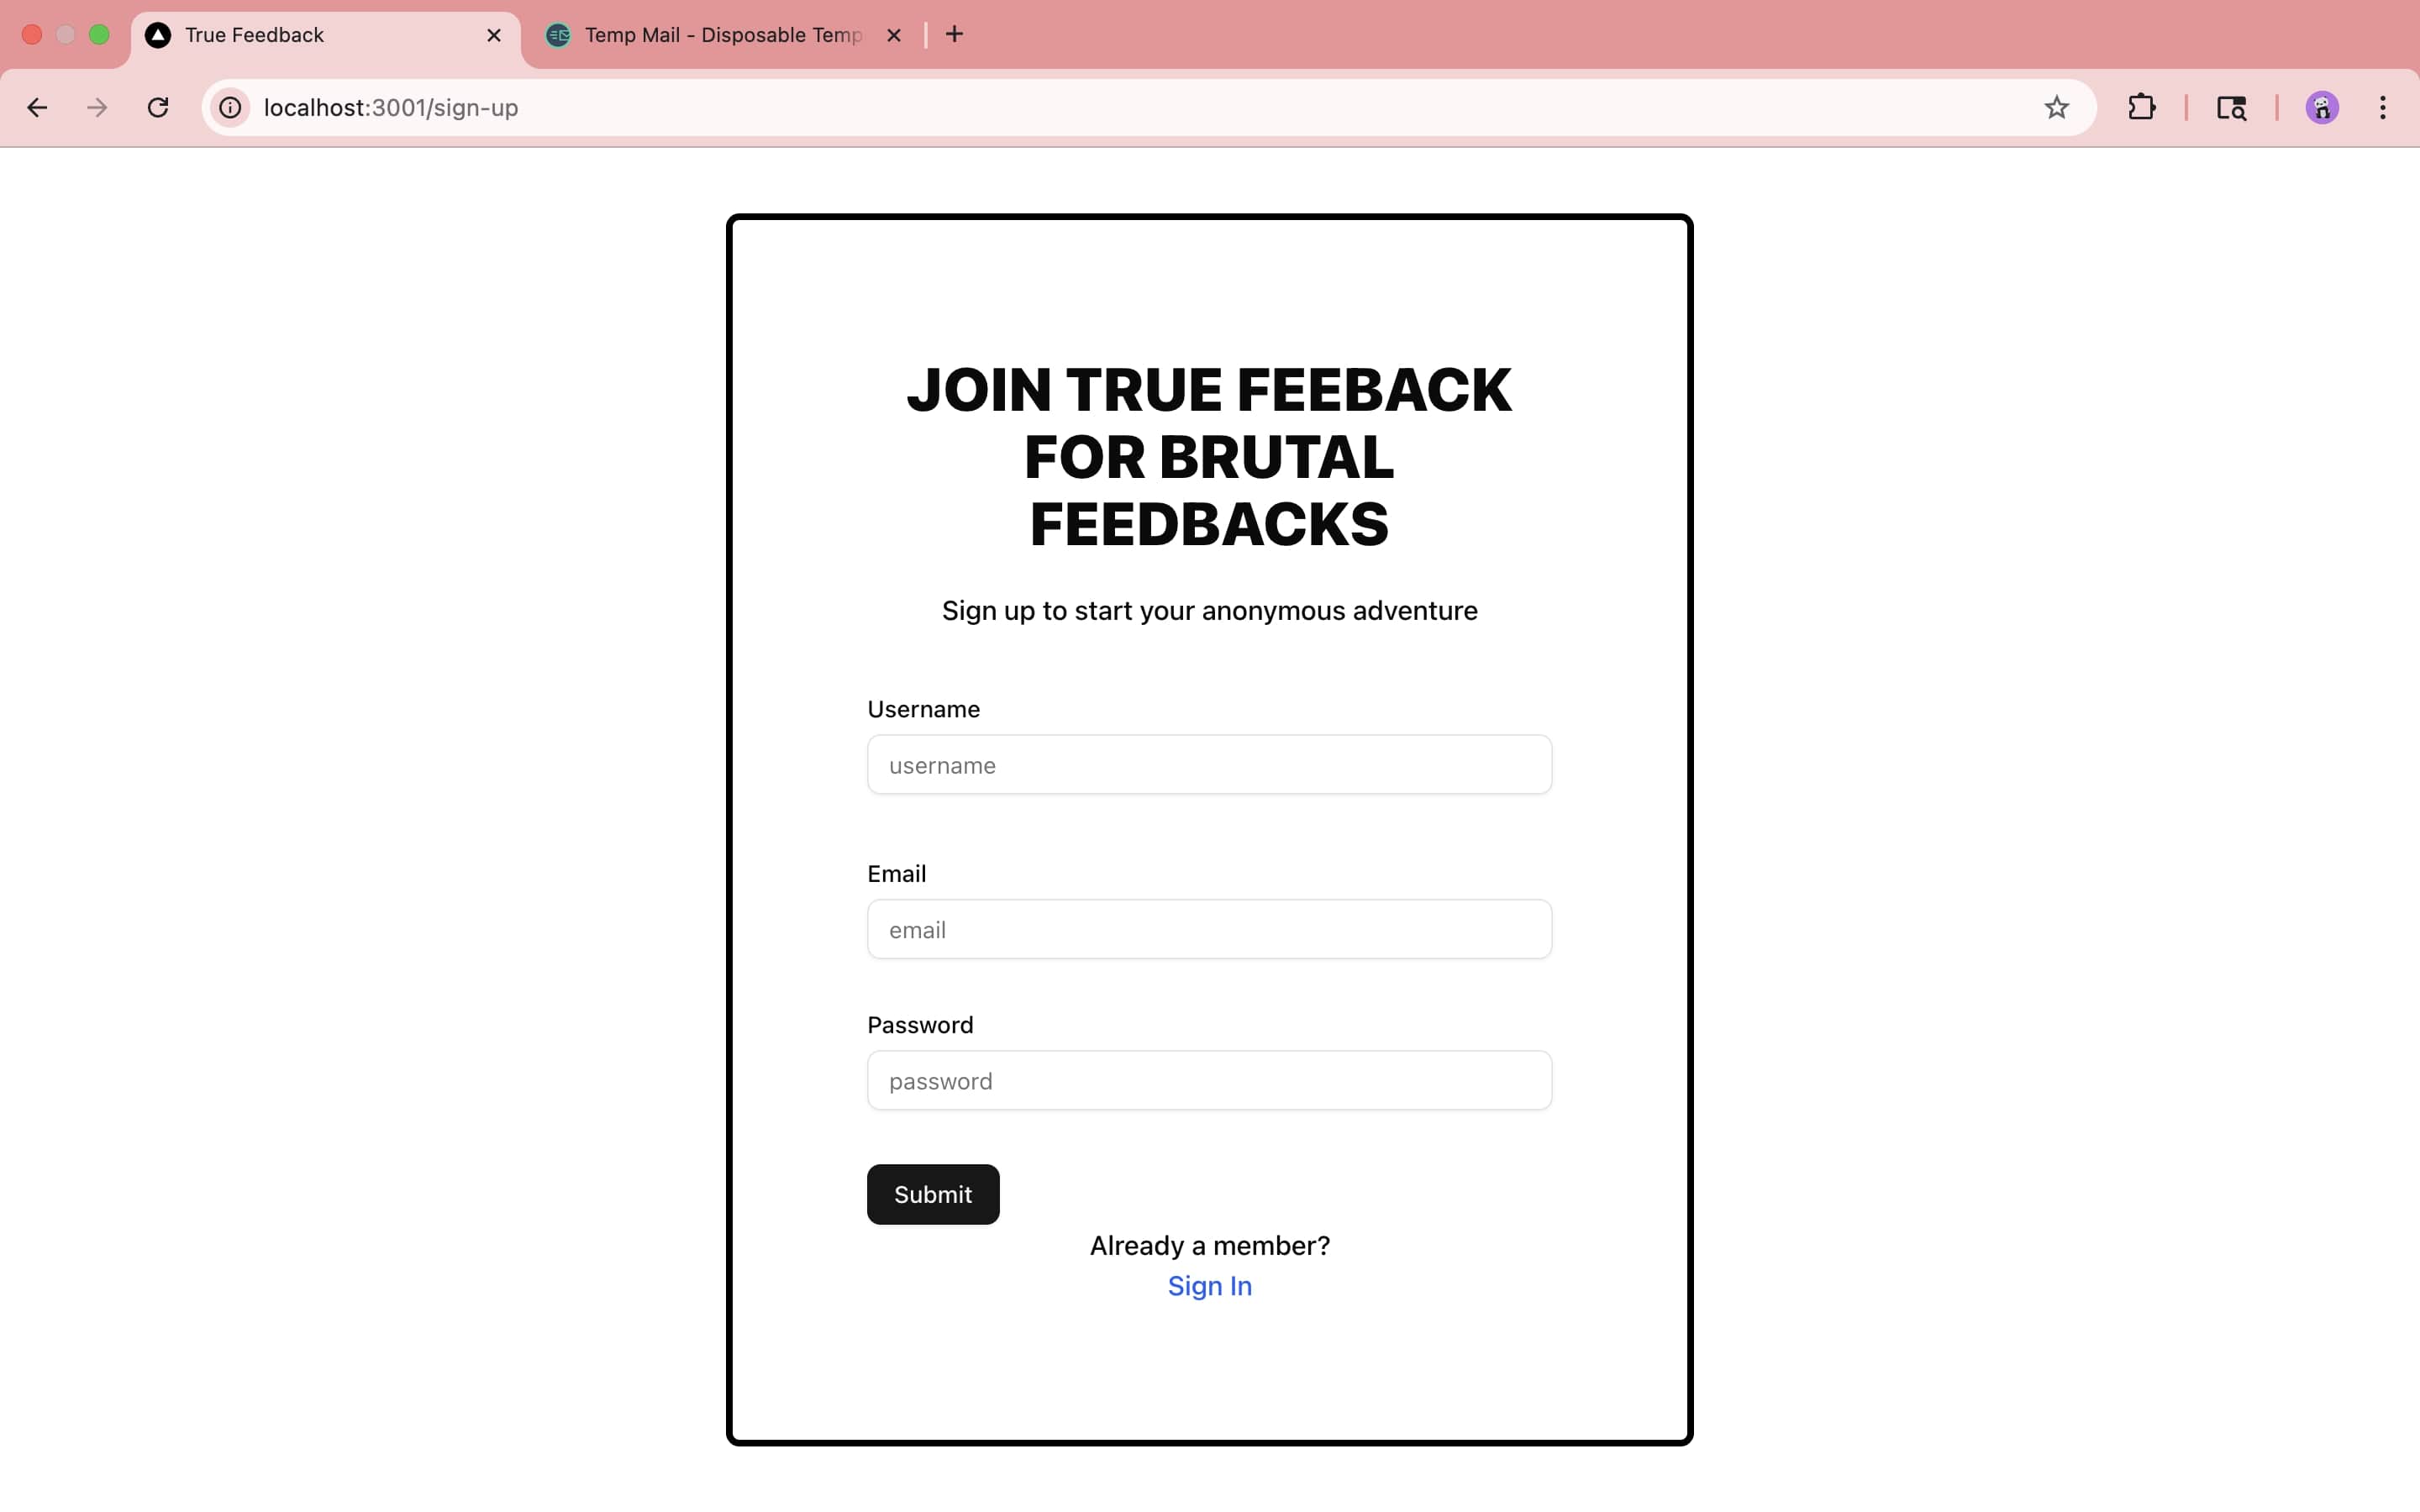 True Feedback
Temp Mail - Disposable Temp
localhost:3001/sign-up
JOIN TRUE FEEBACK
FOR BRUTAL
FEEDBACKS
Sign up to start your anonymous adventure
Username
username
Email
email
Password
password
Submit
Already a member?
Sign In